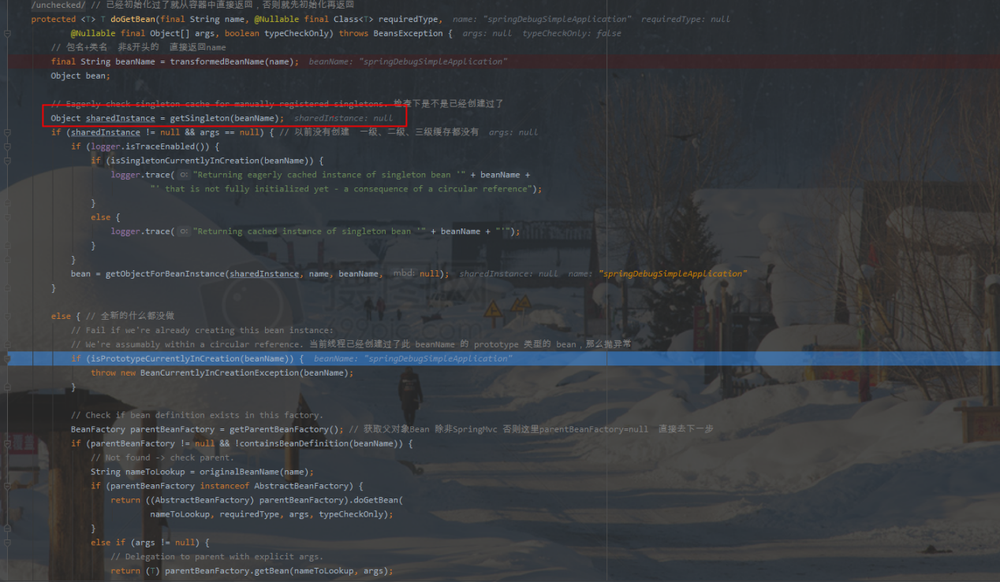 /unchecked/ // 已经初始化过了就从容器中直接返回，否则就先初始化再返回
protected <T> T doGetBean(final String name, @Nullable final Class<T> requiredType, name: "springDebugSimpleApplication" requiredType: null
@Nullable final Object[] args, boolean typeCheckOnly) throws BeansException { args: null typeCheckOnly: false
// 包名+类名 非&开头的 直接返回name
final String beanName = transformedBeanName(name); beanName: "springDebugSimpleApplication"
Object bean;
// Eagerly check singleton cache for manually registered singletons. 检查下是不是已经创建过了
Object sharedInstance = getSingleton(beanName); sharedInstance: null
if (sharedInstance != null && args == null) { // 以前没有创建 一级、二级、三级缓存都没有 args: null
if (logger.isTraceEnabled()) {
if (isSingletonCurrentlyInCreation(beanName)) {
logger.trace( o: "Returning eagerly cached instance of singleton bean '" + beanName +
"' that is not fully initialized yet - a consequence of a circular reference");
}
else {
logger.trace( o: "Returning cached instance of singleton bean '" + beanName + "'");
}
}
bean = getObjectForBeanInstance(sharedInstance, name, beanName, mbd: null); sharedInstance: null name: "springDebugSimpleApplication"
}
else { // 全新的什么都没做
// Fail if we're already creating this bean instance:
// We're assumably within a circular reference. 当前线程已经创建过了此 beanName 的 prototype 类型的 bean，那么抛异常
if (isPrototypeCurrentlyInCreation(beanName)) { beanName: "springDebugSimpleApplication"
throw new BeanCurrentlyInCreationException(beanName);
}
// Check if bean definition exists in this factory.
BeanFactory parentBeanFactory = getParentBeanFactory(); // 获取父对象Bean 除非SpringMvc 否则这里parentBeanFactory=null 直接去下一步
if (parentBeanFactory != null && !containsBeanDefinition(beanName)) {
// Not found -> check parent.
String nameToLookup = originalBeanName(name);
if (parentBeanFactory instanceof AbstractBeanFactory) {
return ((AbstractBeanFactory) parentBeanFactory).doGetBean(
nameToLookup, requiredType, args, typeCheckOnly);
}
else if (args != null) {
// Delegation to parent with explicit args.
return (T) parentBeanFactory.getBean(nameToLookup, args);